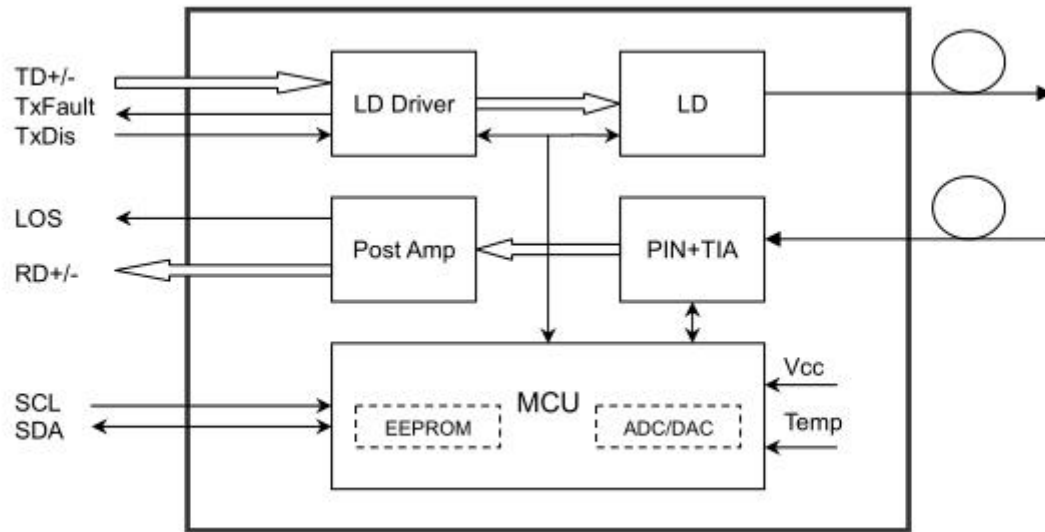 TD+/-
TxFault
TxDis
LD Driver
LD
LOS
RD+/-
Post Amp
PIN+TIA
SCL
SDA
MCU
EEPROM
ADC/DAC
Vcc
Temp